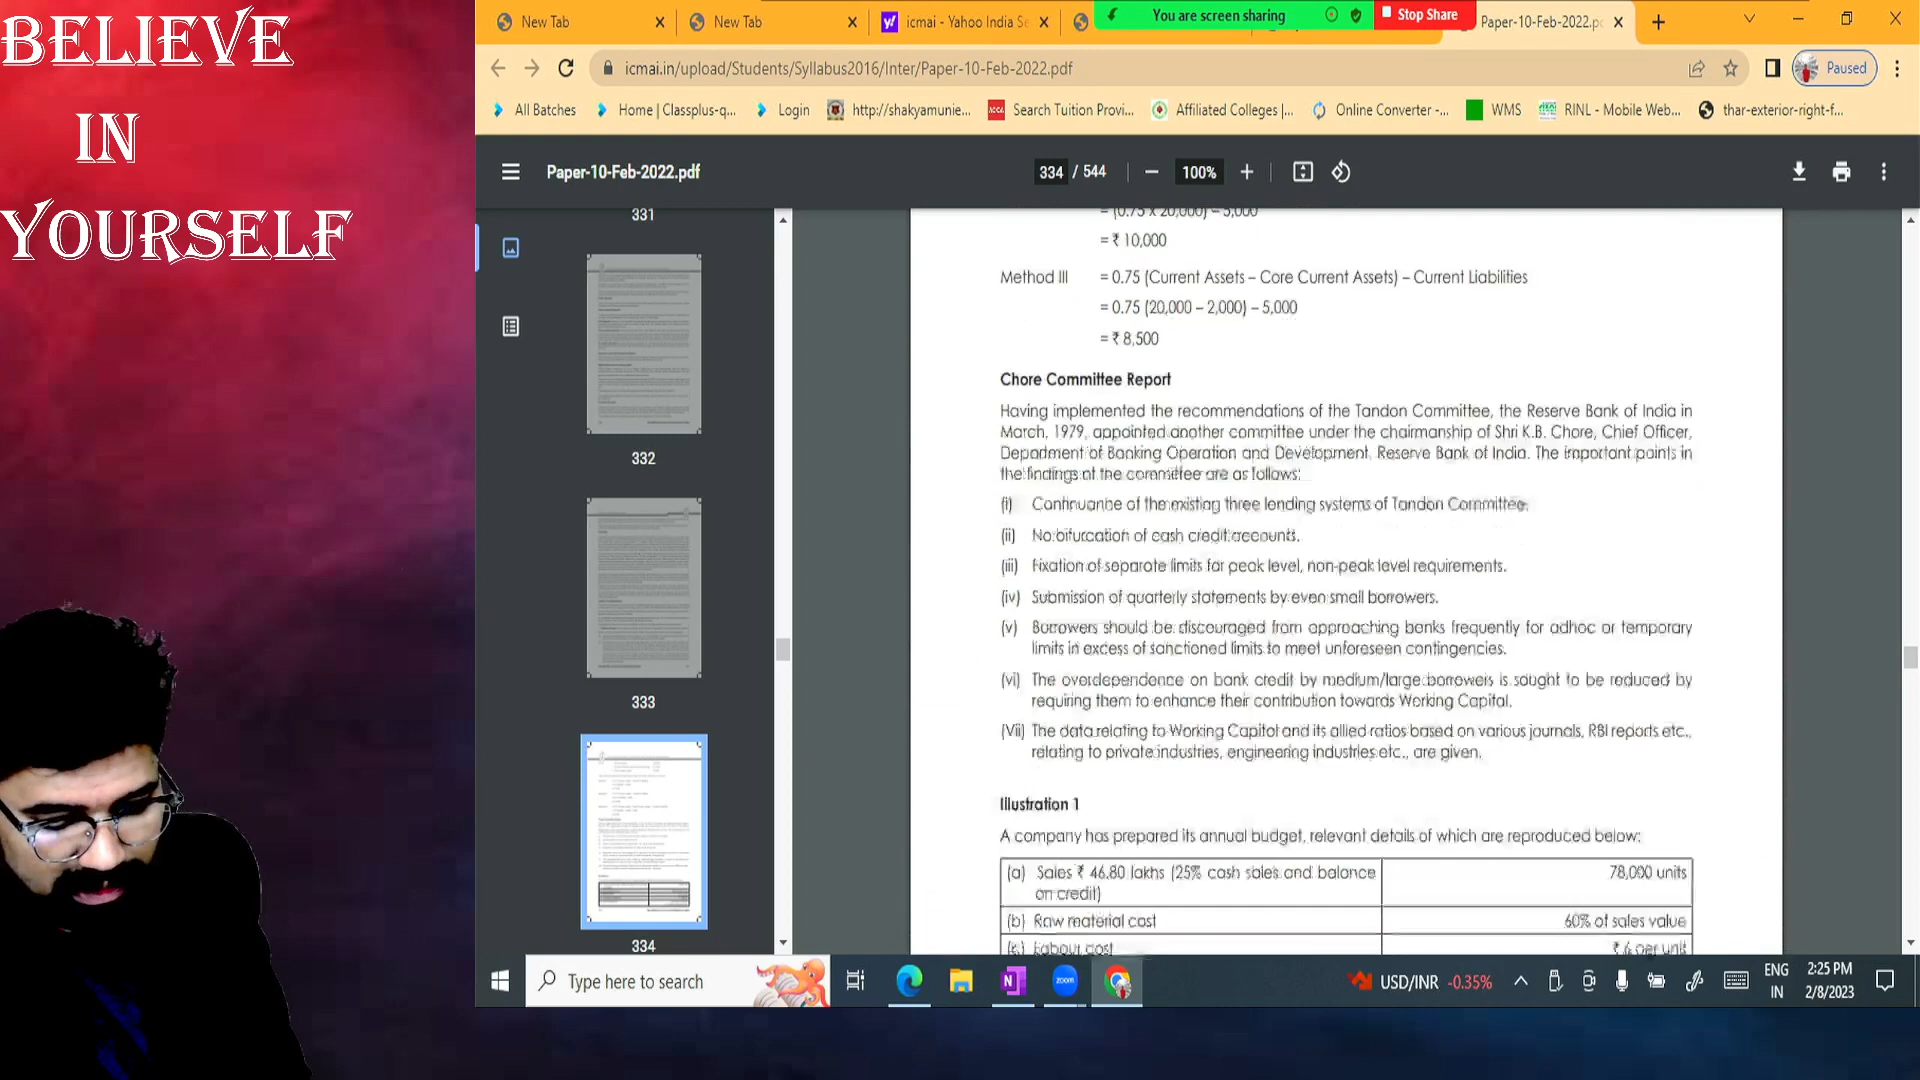 BELIEVE
IN
YOURSELF
New Tab
New Tab
icmai - Yahoo India Se
You are screen sharing
Stop Share
Paper-10-Feb-2022.p
icmai.in/upload/Students/Syllabus2016/Inter/Paper-10-Feb-2022.pdf
Paused
All Batches
Home | Classplus-q...
Login
http://shakyamunie...
Search Tuition Provi...
Affiliated Colleges |...
Online Converter -...
WMS
RINL - Mobile Web...
thar-exterior-right-f...
Paper-10-Feb-2022.pdf
334 / 544
100%
331
332
333
334
= (0.75 x 20,000) – 5,000
= ₹ 10,000
Method III = 0.75 (Current Assets – Core Current Assets) – Current Liabilities
= 0.75 (20,000 – 2,000) – 5,000
= ₹ 8,500
Chore Committee Report
Having implemented the recommendations of the Tandon Committee, the Reserve Bank of India in
March, 1979, appointed another committee under the chairmanship of Shri K.B. Chore, Chief Officer,
Department of Banking Operation and Development, Reserve Bank of India. The important points in
the findings of the committee are as follows:
(i) Continuance of the existing three lending systems of Tandon Committee.
(ii) No bifurcation of cash credit accounts.
(iii) Fixation of separate limits for peak level, non-peak level requirements.
(iv) Submission of quarterly statements by even small borrowers.
(v) Borrowers should be discouraged from approaching banks frequently for adhoc or temporary
limits in excess of sanctioned limits to meet unforeseen contingencies.
(vi) The overdependence on bank credit by medium/large borrowers is sought to be reduced by
requiring them to enhance their contribution towards Working Capital.
(Vii) The data relating to Working Capital and its allied ratios based on various journals, RBI reports etc.,
relating to private industries, engineering industries etc., are given.
Illustration 1
A company has prepared its annual budget, relevant details of which are reproduced below:
(a) Sales ₹ 46.80 lakhs (25% cash sales and balance
on credit)
78,000 units
(b) Raw material cost
60% of sales value
(c) Labour cost
₹ 6 per unit
Type here to search
USD/INR -0.35%
ENG
IN
2:25 PM
2/8/2023